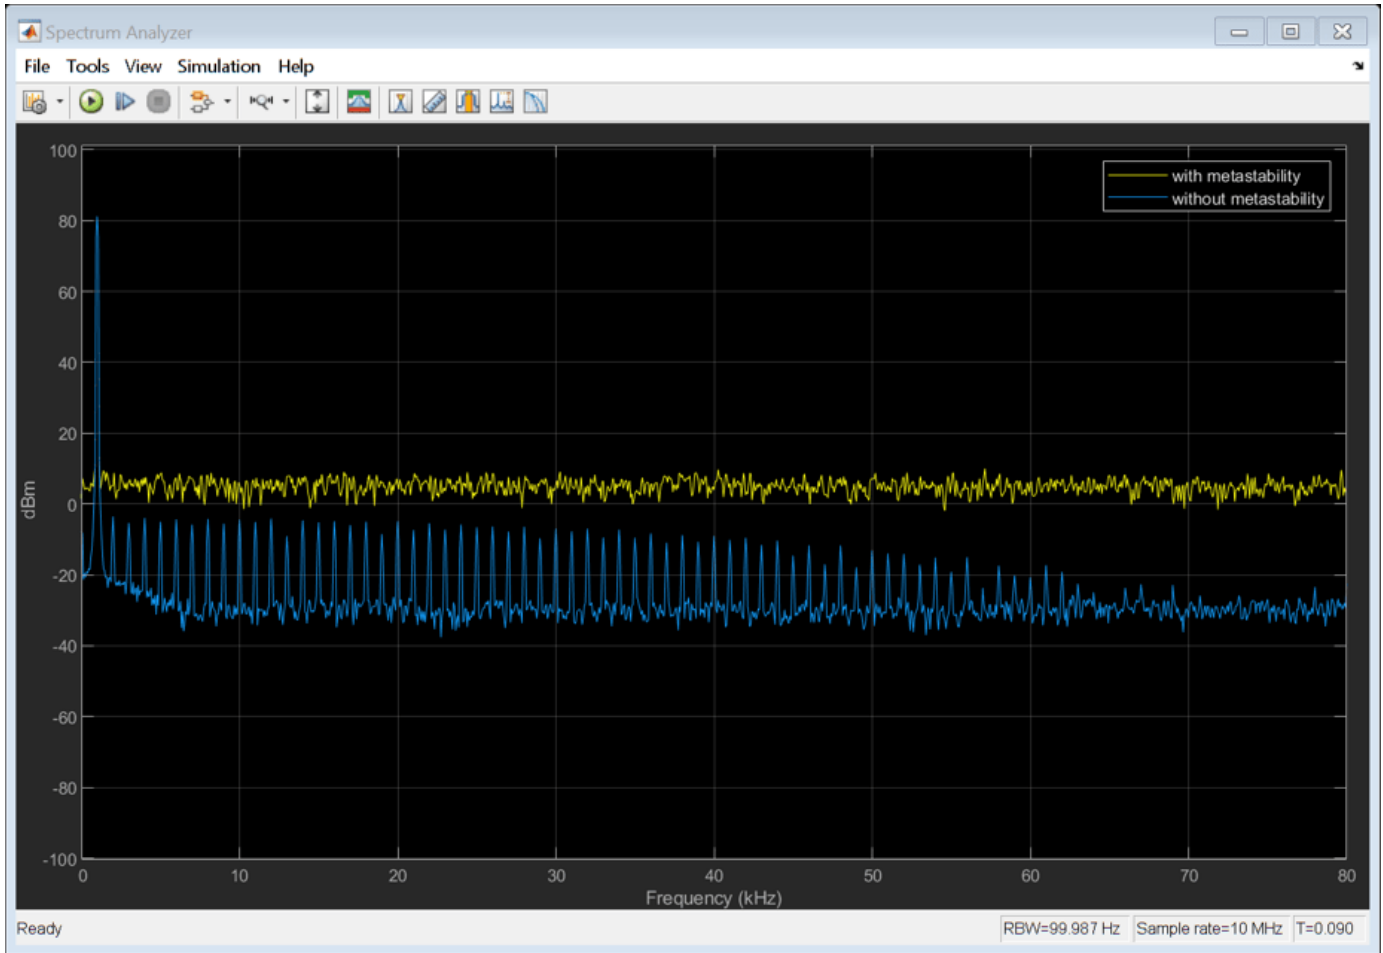 Spectrum Analyzer
File Tools View Simulation Help
100
80
60
40
20
0
-20
-40
-60
-80
-100
dBm
with metastability
without metastability
0 10 20 30 40 50 60 70 80
Frequency (kHz)
Ready RBW=99.987 Hz Sample rate=10 MHz T=0.090